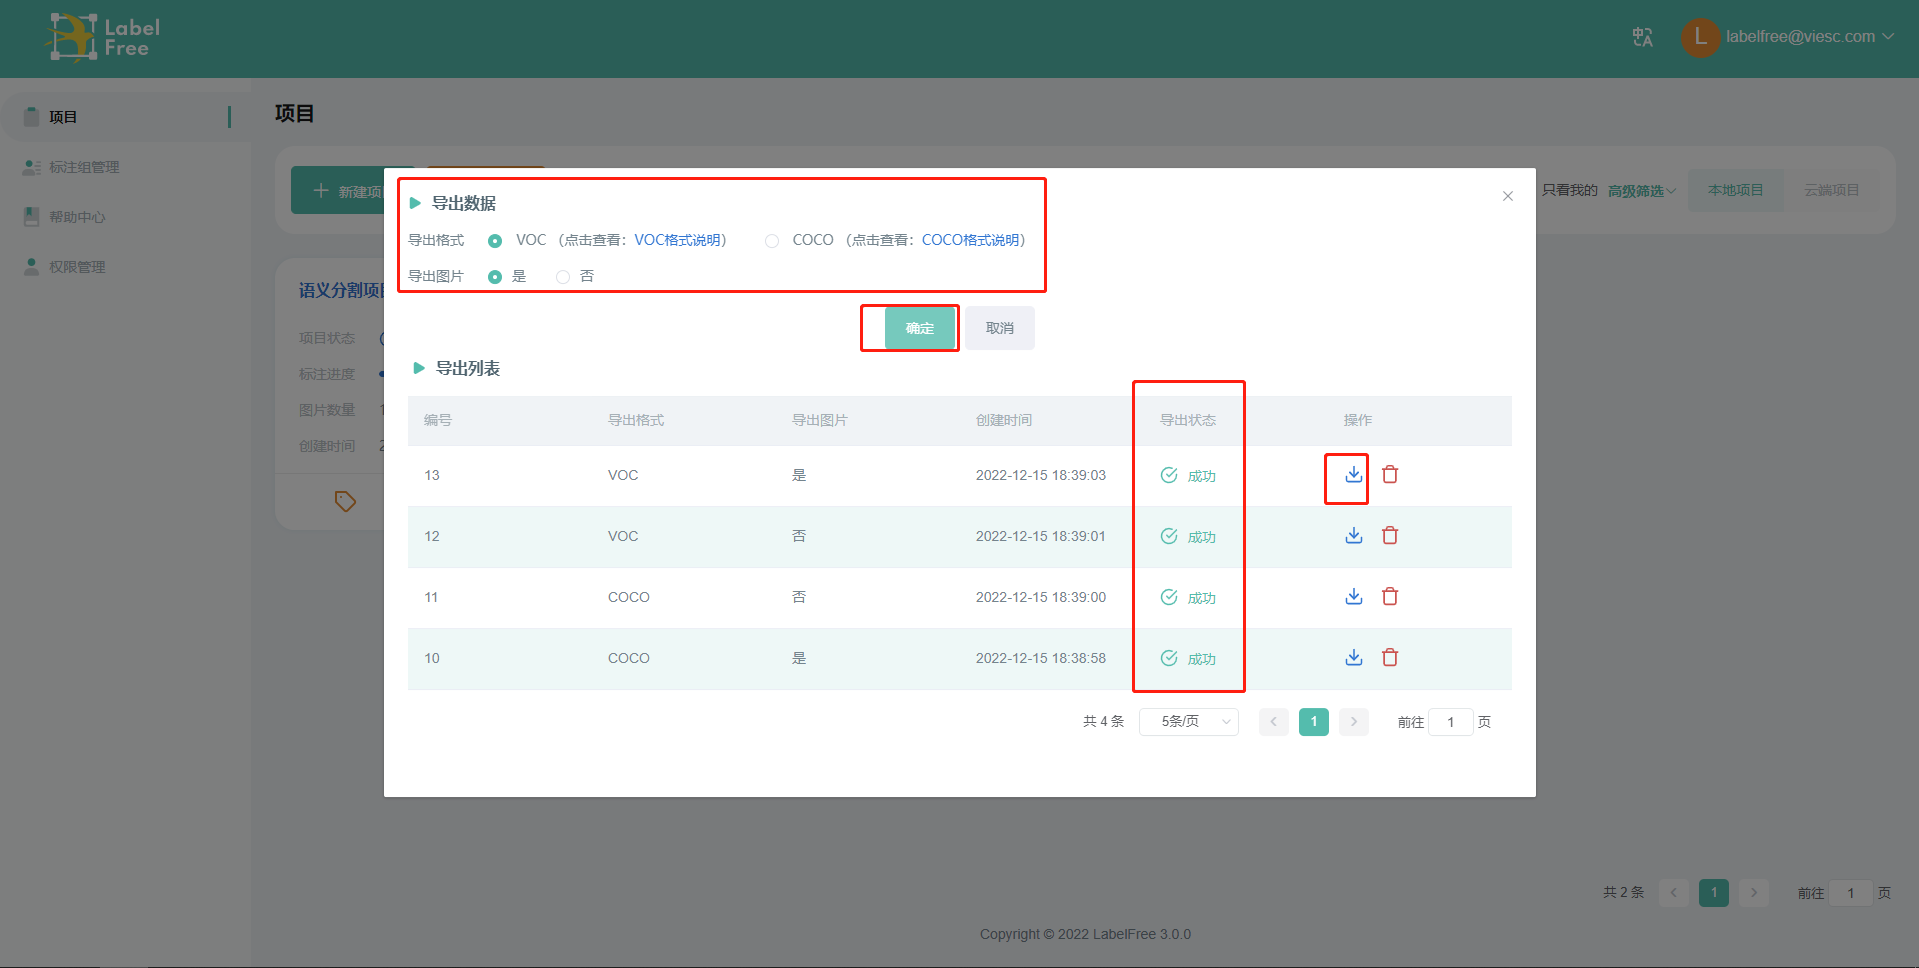 Label
Free
L
labelfree@viesc.com
项目
标注组管理
帮助中心
权限管理
项目
新建项
只看我的
高级筛选
本地项目
云端项目
语义分割项
项目状态
标注进度
图片数量 1
创建时间 2
导出数据
导出格式 VOC (点击查看: VOC格式说明) COCO (点击查看: COCO格式说明)
导出图片 是 否
确定 取消
导出列表
编号 导出格式 导出图片 创建时间 导出状态 操作
13 VOC 是 2022-12-15 18:39:03 成功
12 VOC 否 2022-12-15 18:39:01 成功
11 COCO 否 2022-12-15 18:39:00 成功
10 COCO 是 2022-12-15 18:38:58 成功
共 4 条 5条/页 1 前往 1 页
共 2 条 1 前往 1 页
Copyright © 2022 LabelFree 3.0.0